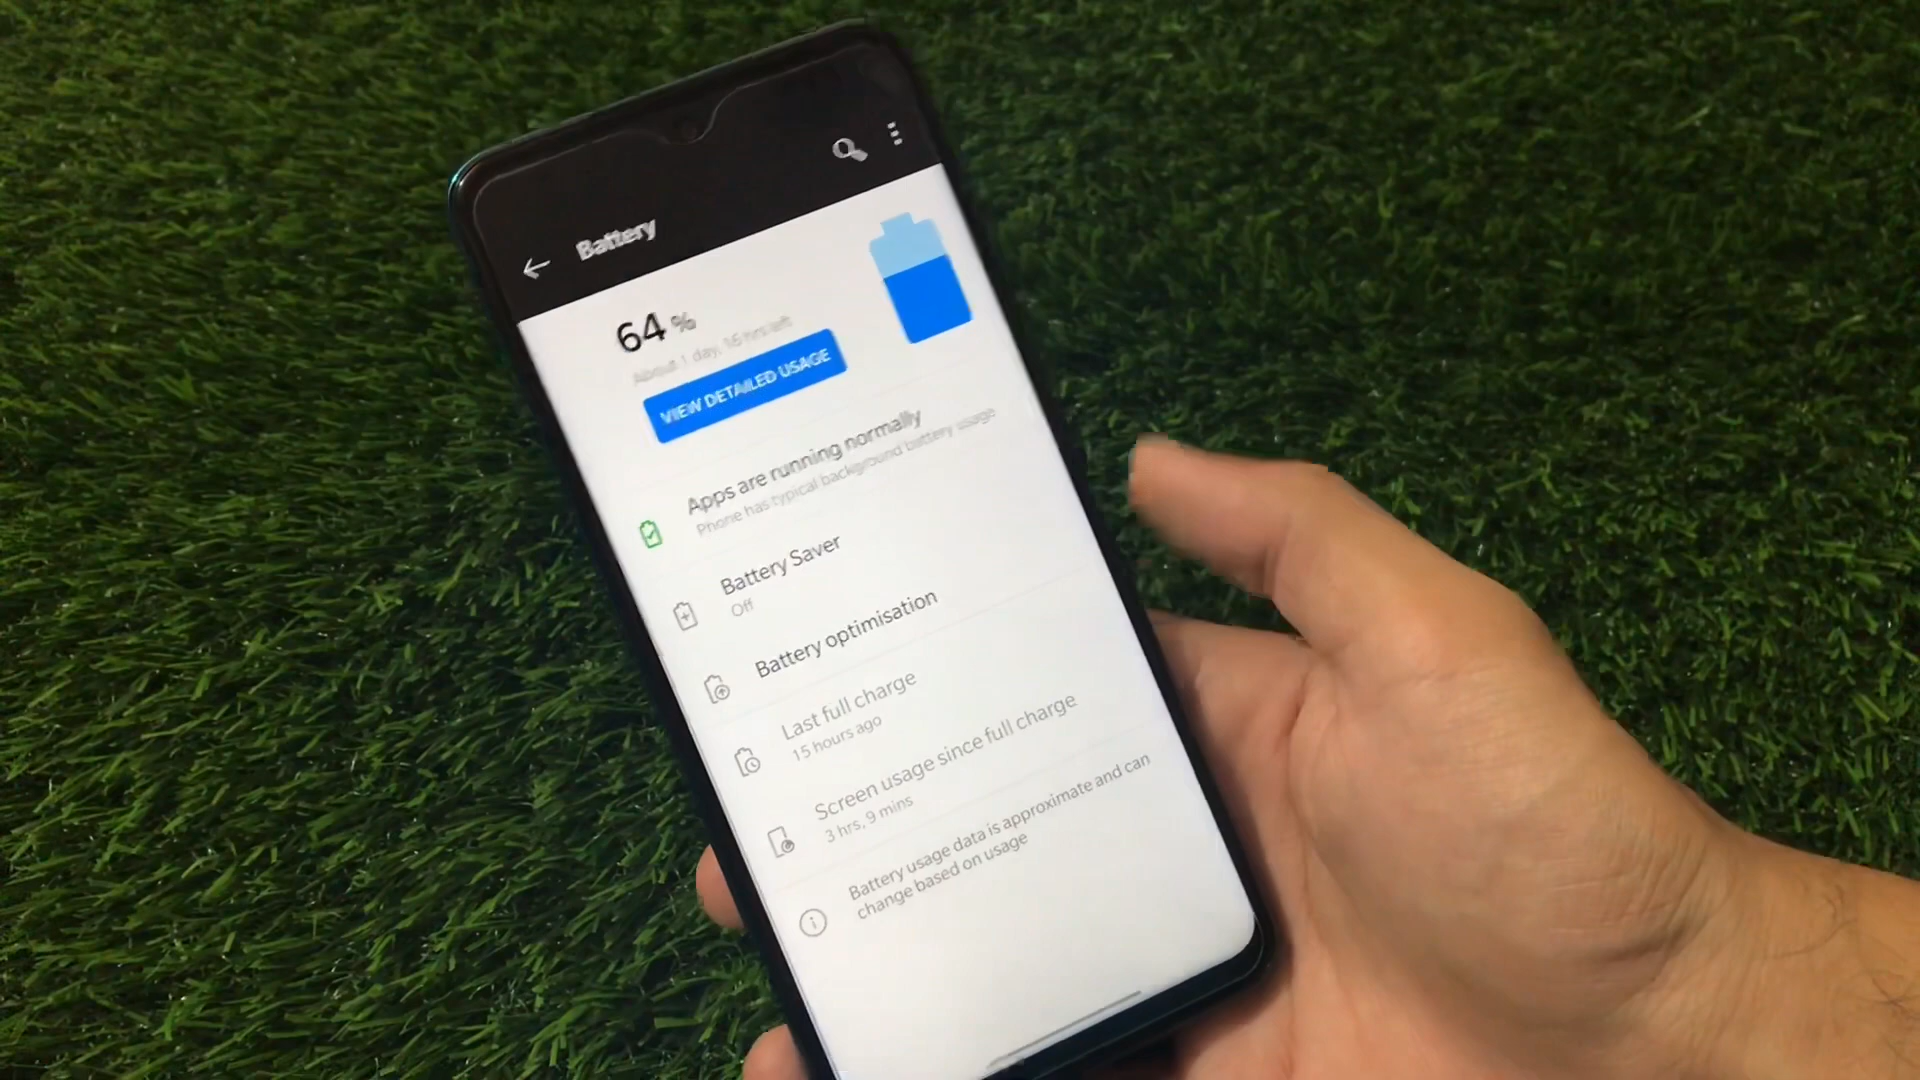 Battery
64 %
About 1 day, 16 hrs left
VIEW DETAILED USAGE
Apps are running normally
Phone has typical background battery usage
Battery Saver
Off
Battery optimisation
Last full charge
15 hours ago
Screen usage since full charge
3 hrs, 9 mins
Battery usage data is approximate and can
change based on usage